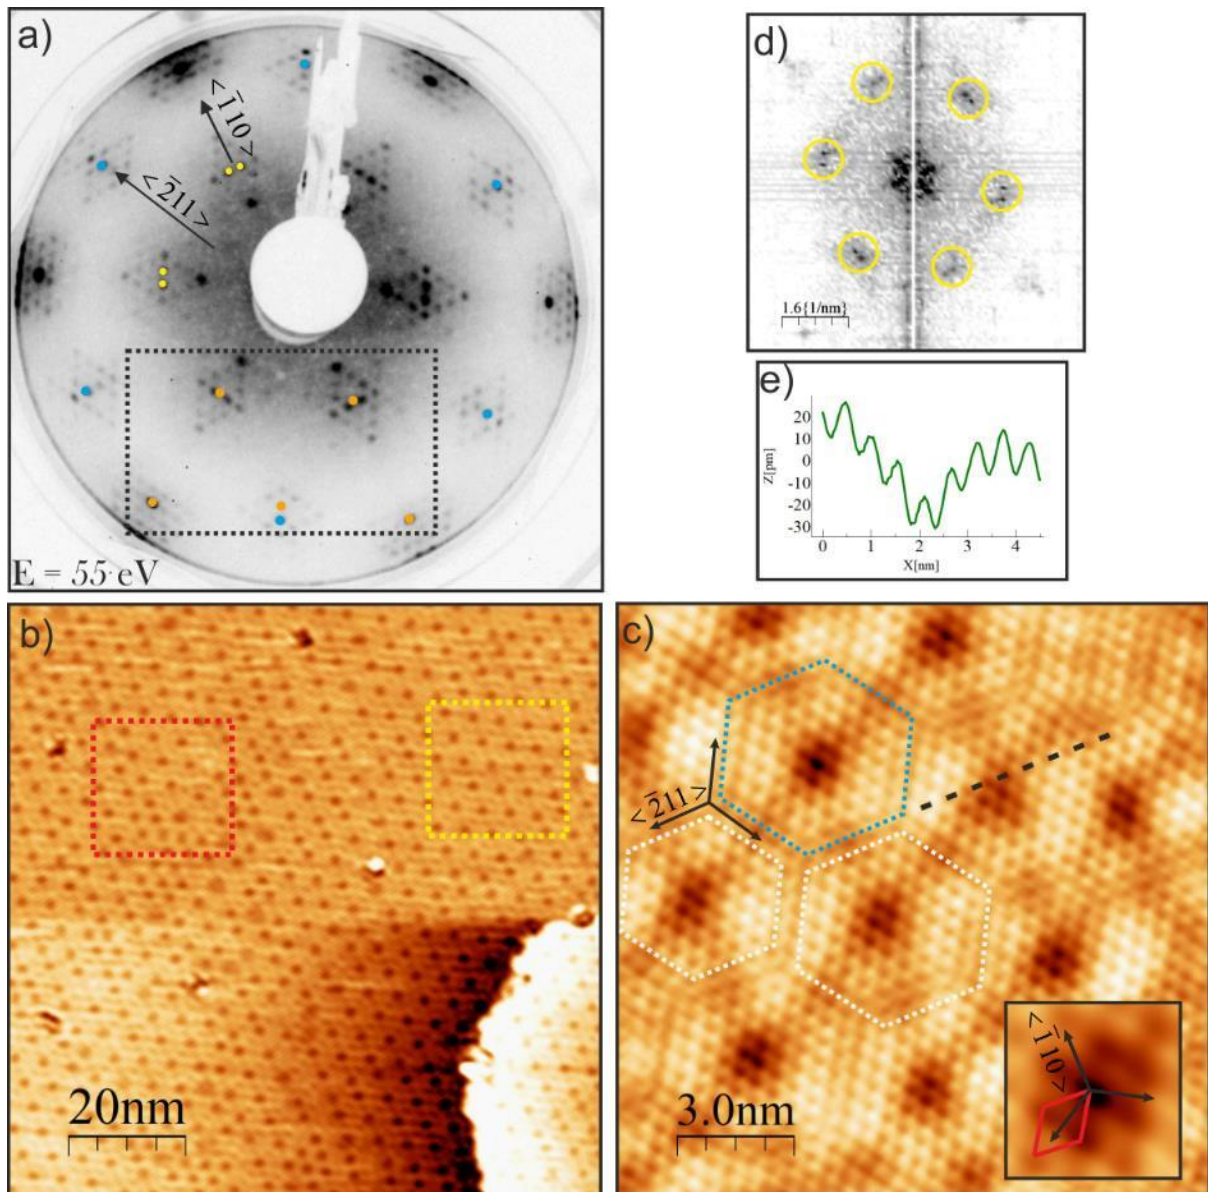 a)
<1̅10>
<2̅11>
E = 55 eV
d)
1.6{1/nm}
e)
Z[pm]
20
10
0
-10
-20
-30
0
1
2
3
4
X[nm]
b)
20nm
c)
<2̅11>
3.0nm
<1̅10>